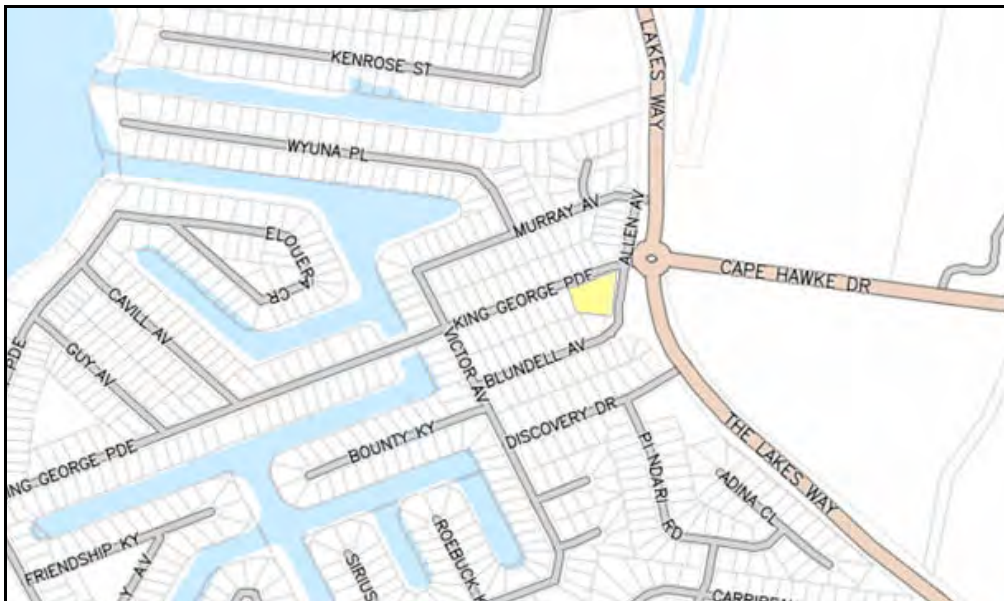 KENROSE ST
LAKES WAY
WYUNA PL
MURRAY AV
ALLEN AV
ELOUERA CR
CAPE HAWKE DR
KING GEORGE PDE
CAVILL AV
VICTOR AV
GUY AV
PDE
BLUNDELL AV
DISCOVERY DR
BOUNTY KY
THE LAKES WAY
PINDARI RD
ING GEORGE PDE
ADINA CL
FRIENDSHIP KY
ROEBUCK K
SIRIUS
Y AV